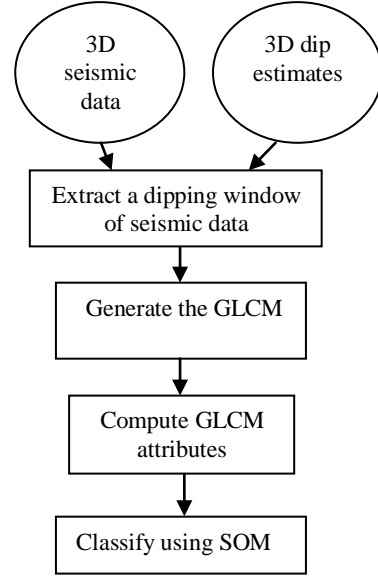 3D
seismic
data
3D dip
estimates
Extract a dipping window
of seismic data
Generate the GLCM
Compute GLCM
attributes
Classify using SOM